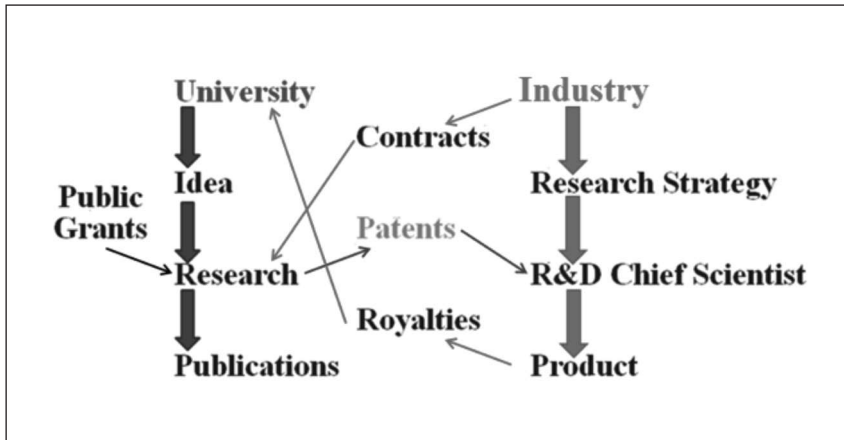 University
Industry
Contracts
Idea
Research Strategy
Public
Grants
Patents
Research
R&D Chief Scientist
Royalties
Publications
Product